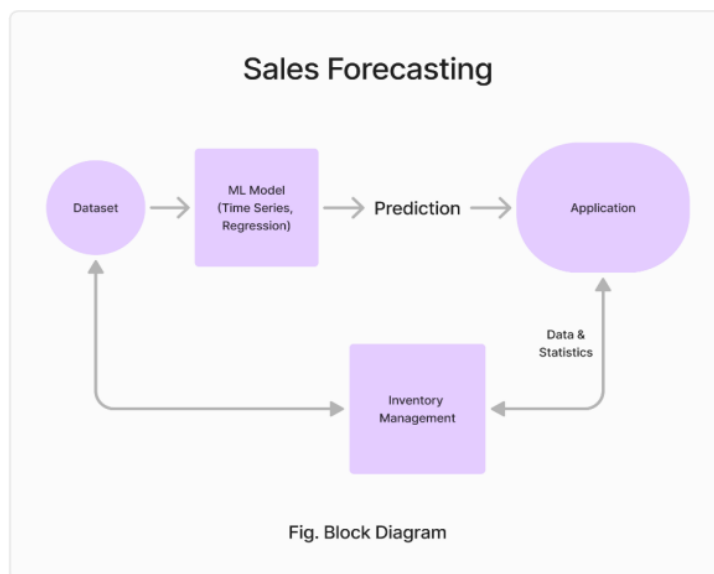 Sales Forecasting
Dataset
ML Model
(Time Series,
Regression)
Prediction
Application
Data &
Statistics
Inventory
Management
Fig. Block Diagram